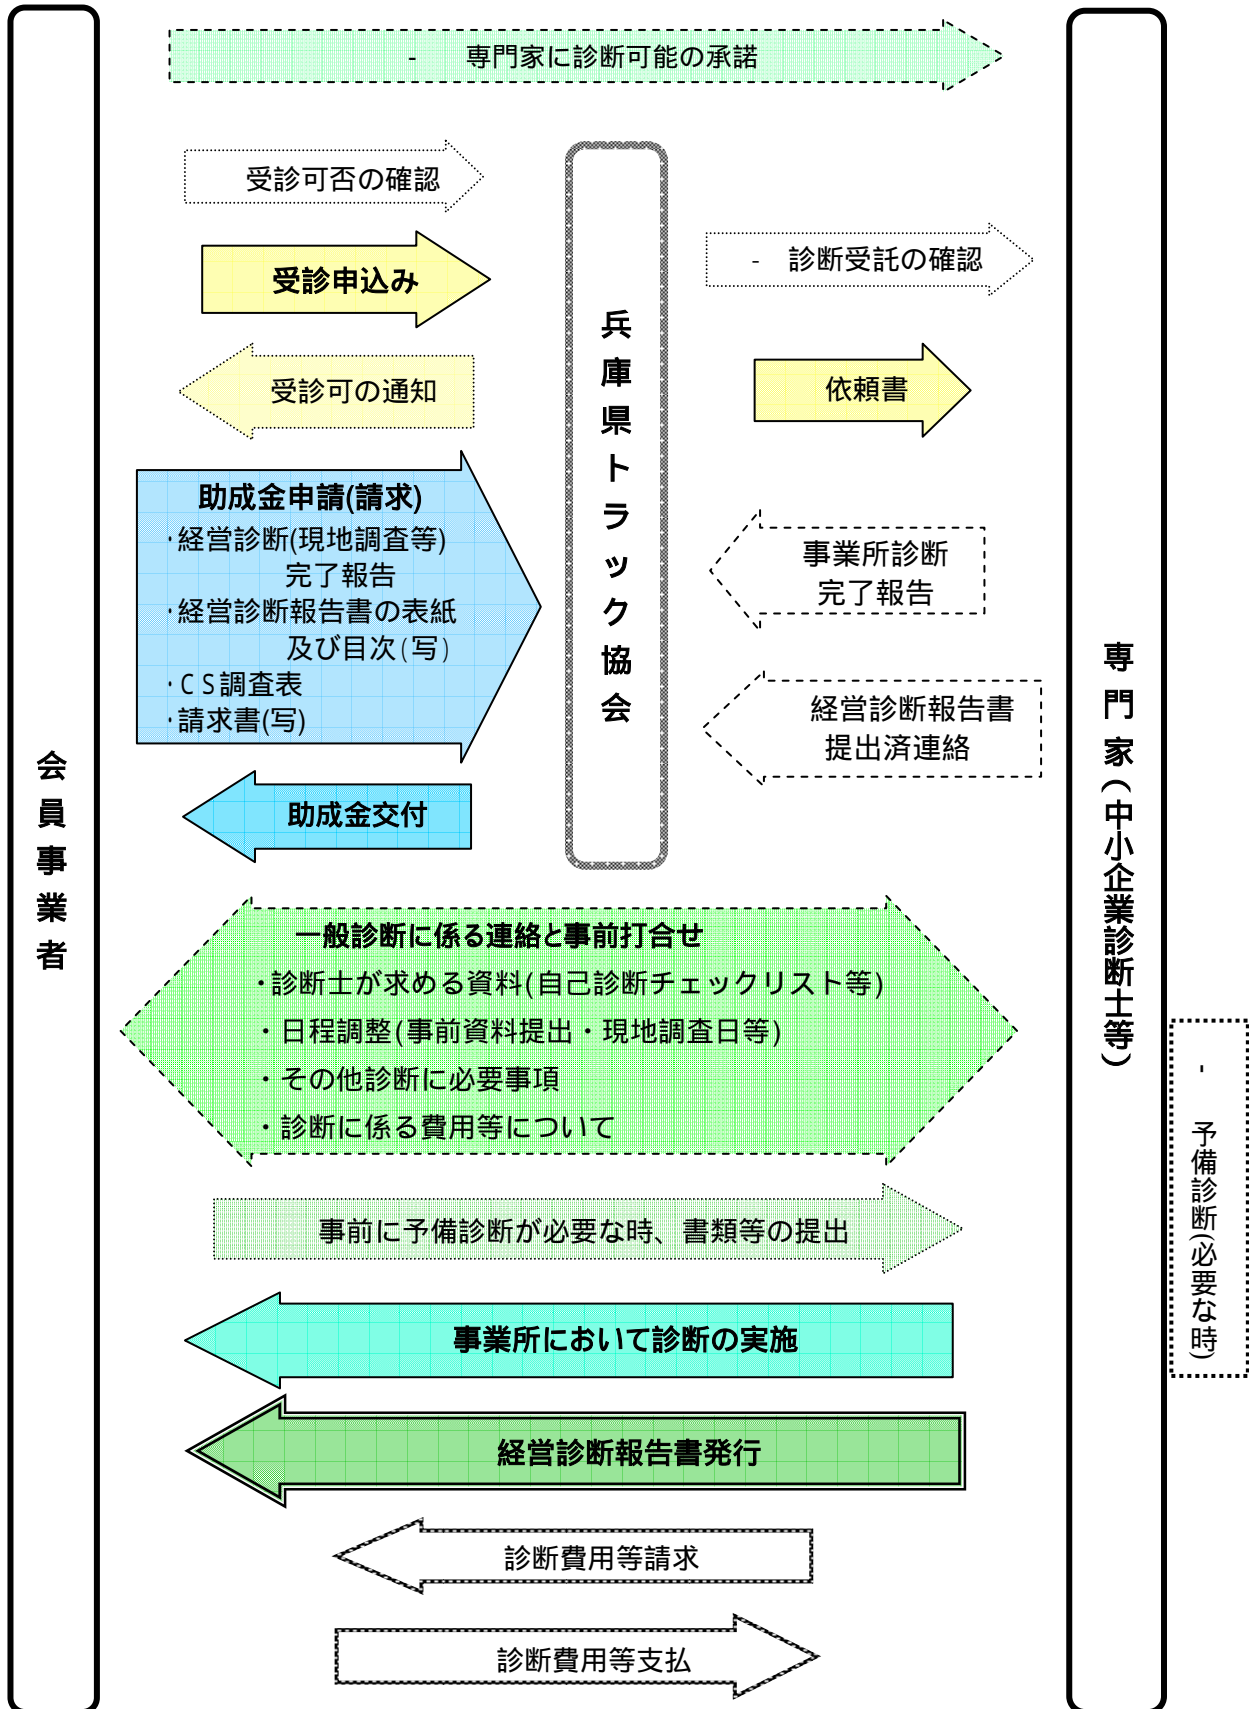 - 専門家に診断可能の承諾
受診可否の確認
受診申込み
- 診断受託の確認
受診可の通知
依頼書
兵庫県トラック協会
助成金申請(請求)
・経営診断(現地調査等)
完了報告
・経営診断報告書の表紙
及び目次(写)
・CS調査表
・請求書(写)
事業所診断
完了報告
経営診断報告書
提出済連絡
助成金交付
会員事業者
専門家(中小企業診断士等)
一般診断に係る連絡と事前打合せ
・診断士が求める資料(自己診断チェックリスト等)
・日程調整(事前資料提出・現地調査日等)
・その他診断に必要事項
・診断に係る費用等について
- 予備診断(必要な時)
事前に予備診断が必要な時、書類等の提出
事業所において診断の実施
経営診断報告書発行
診断費用等請求
診断費用等支払